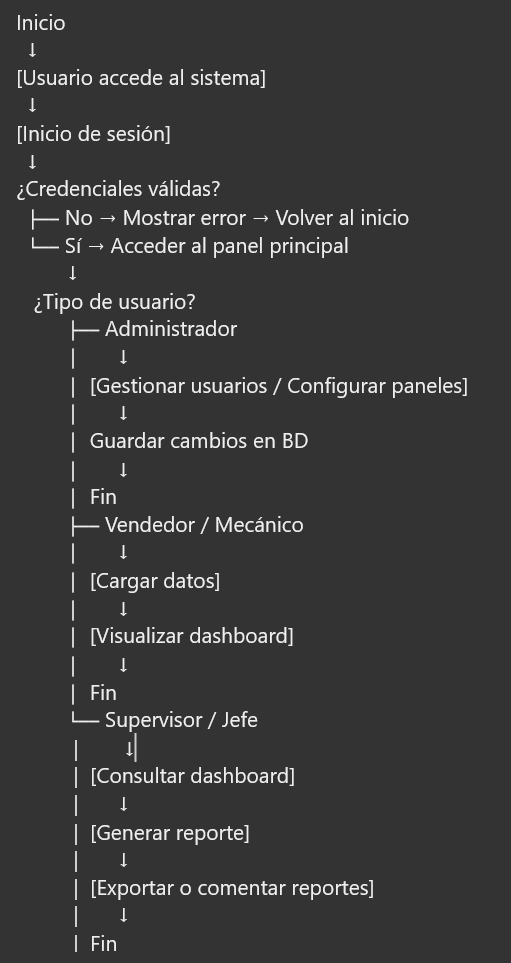 Inicio
↓
[Usuario accede al sistema]
↓
[Inicio de sesión]
↓
¿Credenciales válidas?
├── No → Mostrar error → Volver al inicio
└── Sí → Acceder al panel principal
↓
¿Tipo de usuario?
├── Administrador
│ ↓
│ [Gestionar usuarios / Configurar paneles]
│ ↓
│ Guardar cambios en BD
│ ↓
│ Fin
├── Vendedor / Mecánico
│ ↓
│ [Cargar datos]
│ ↓
│ [Visualizar dashboard]
│ ↓
│ Fin
└── Supervisor / Jefe
│ ↓
│ [Consultar dashboard]
│ ↓
│ [Generar reporte]
│ ↓
│ [Exportar o comentar reportes]
│ ↓
│ Fin